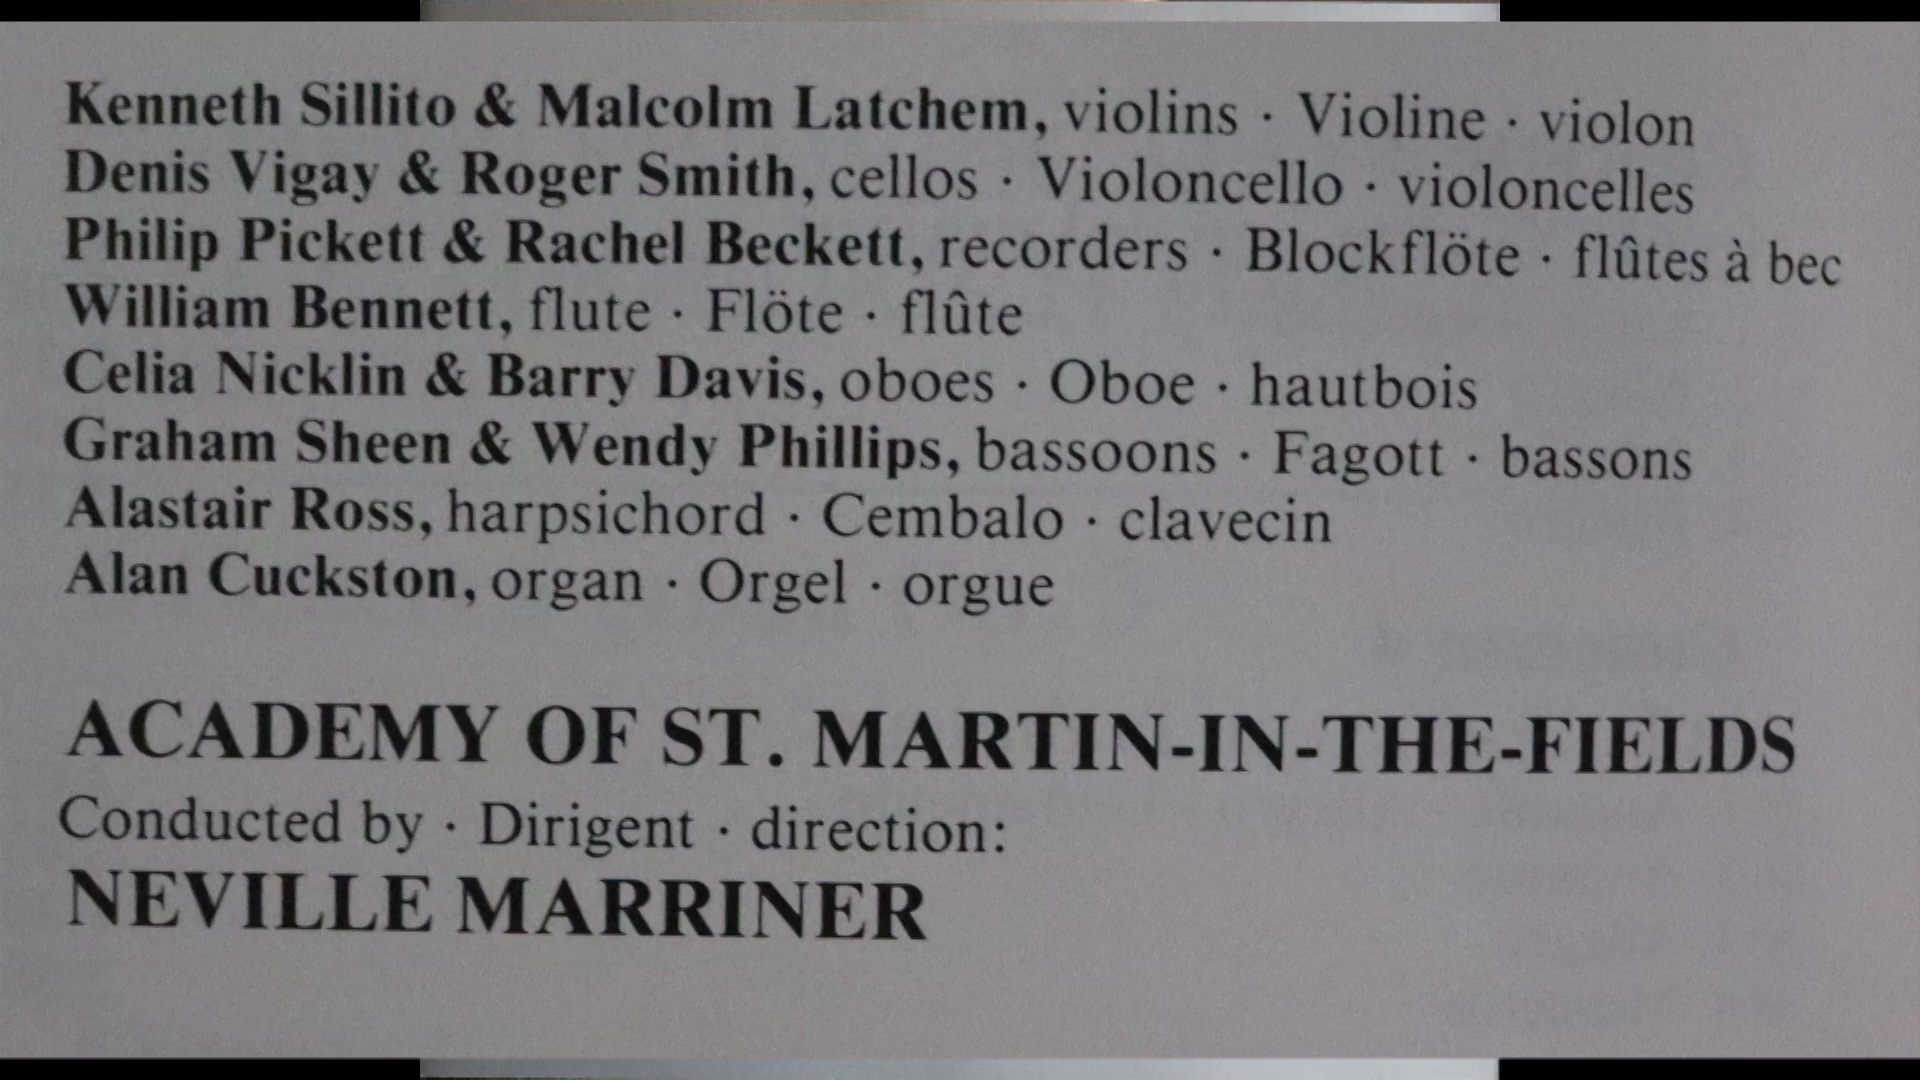 Kenneth Sillito & Malcolm Latchem, violins · Violine · violon
Denis Vigay & Roger Smith, cellos · Violoncello · violoncelles
Philip Pickett & Rachel Beckett, recorders · Blockflöte · flûtes à bec
William Bennett, flute · Flöte · flûte
Celia Nicklin & Barry Davis, oboes · Oboe · hautbois
Graham Sheen & Wendy Phillips, bassoons · Fagott · bassons
Alastair Ross, harpsichord · Cembalo · clavecin
Alan Cuckston, organ · Orgel · orgue
ACADEMY OF ST. MARTIN-IN-THE-FIELDS
Conducted by · Dirigent · direction:
NEVILLE MARRINER